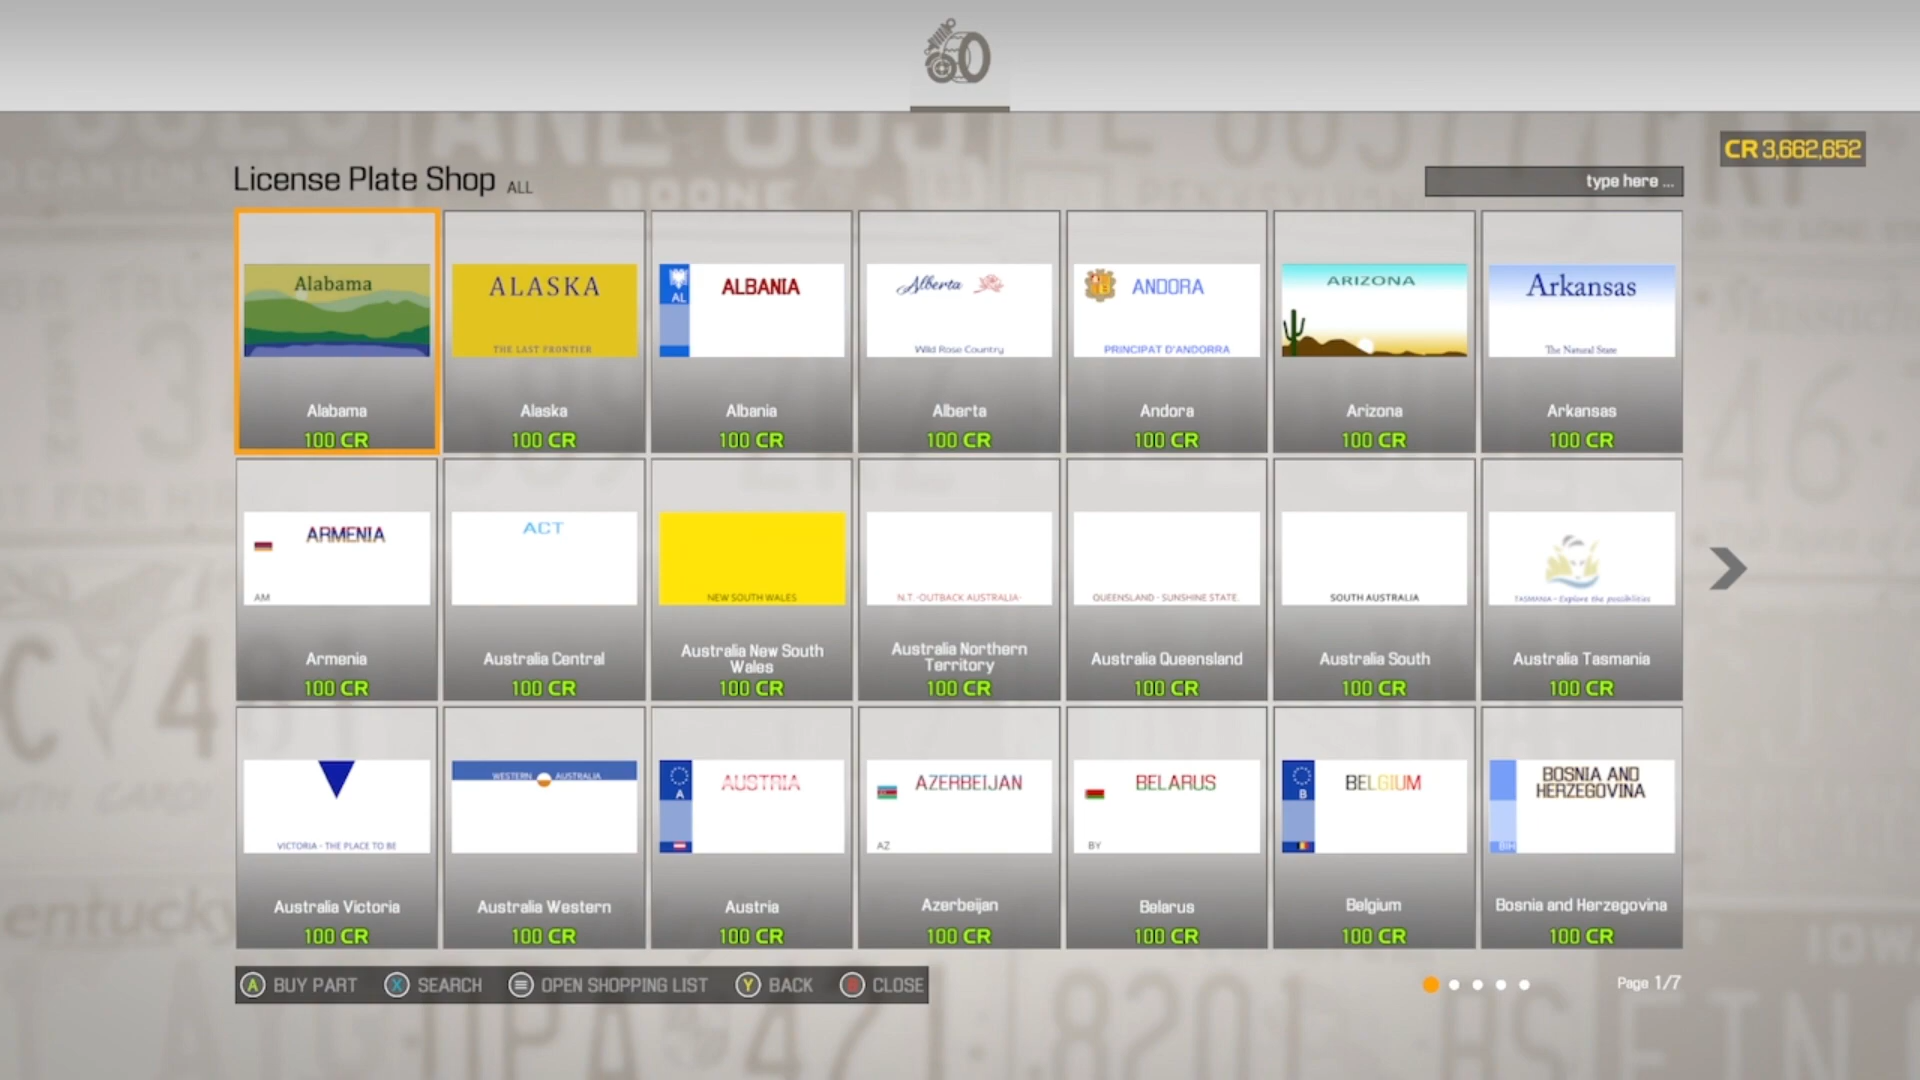 CR 3,662,652
License Plate Shop ALL
type here ...
Alabama
ALASKA
THE LAST FRONTIER
AL
ALBANIA
Alberta
Wild Rose Country
ANDORA
PRINCIPAT D'ANDORRA
ARIZONA
Arkansas
The Natural State
Alabama
100 CR
Alaska
100 CR
Albania
100 CR
Alberta
100 CR
Andora
100 CR
Arizona
100 CR
Arkansas
100 CR
ARMENIA
AM
ACT
NEW SOUTH WALES
N.T. -OUTBACK AUSTRALIA-
QUEENSLAND - SUNSHINE STATE.
SOUTH AUSTRALIA
TASMANIA - Explore the possibilities
Armenia
100 CR
Australia Central
100 CR
Australia New South
Wales
100 CR
Australia Northern
Territory
100 CR
Australia Queensland
100 CR
Australia South
100 CR
Australia Tasmania
100 CR
VICTORIA - THE PLACE TO BE
WESTERN AUSTRALIA
A
AUSTRIA
AZERBEIJAN
AZ
BELARUS
BY
B
BELGIUM
BOSNIA AND
HERZEGOVINA
BIH
Australia Victoria
100 CR
Australia Western
100 CR
Austria
100 CR
Azerbeijan
100 CR
Belarus
100 CR
Belgium
100 CR
Bosnia and Herzegovina
100 CR
A BUY PART X SEARCH OPEN SHOPPING LIST Y BACK B CLOSE
Page 1/7